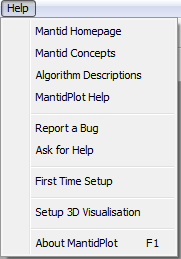 Help
Mantid Homepage
Mantid Concepts
Algorithm Descriptions
MantidPlot Help
Report a Bug
Ask for Help
First Time Setup
Setup 3D Visualisation
About MantidPlot F1